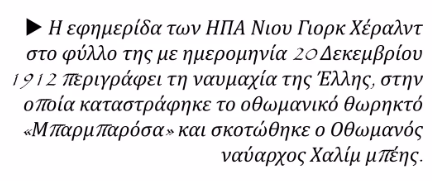 ▶ Η εφημερίδα των ΗΠΑ Νιου Γιορκ Χέραλντ
στο φύλλο της με ημερομηνία 20 Δεκεμβρίου
1912 περιγράφει τη ναυμαχία της Έλλης, στην
οποία καταστράφηκε το οθωμανικό θωρηκτό
«Μπαρμπαρόσα» και σκοτώθηκε ο Οθωμανός
ναύαρχος Χαλίμ μπέης.